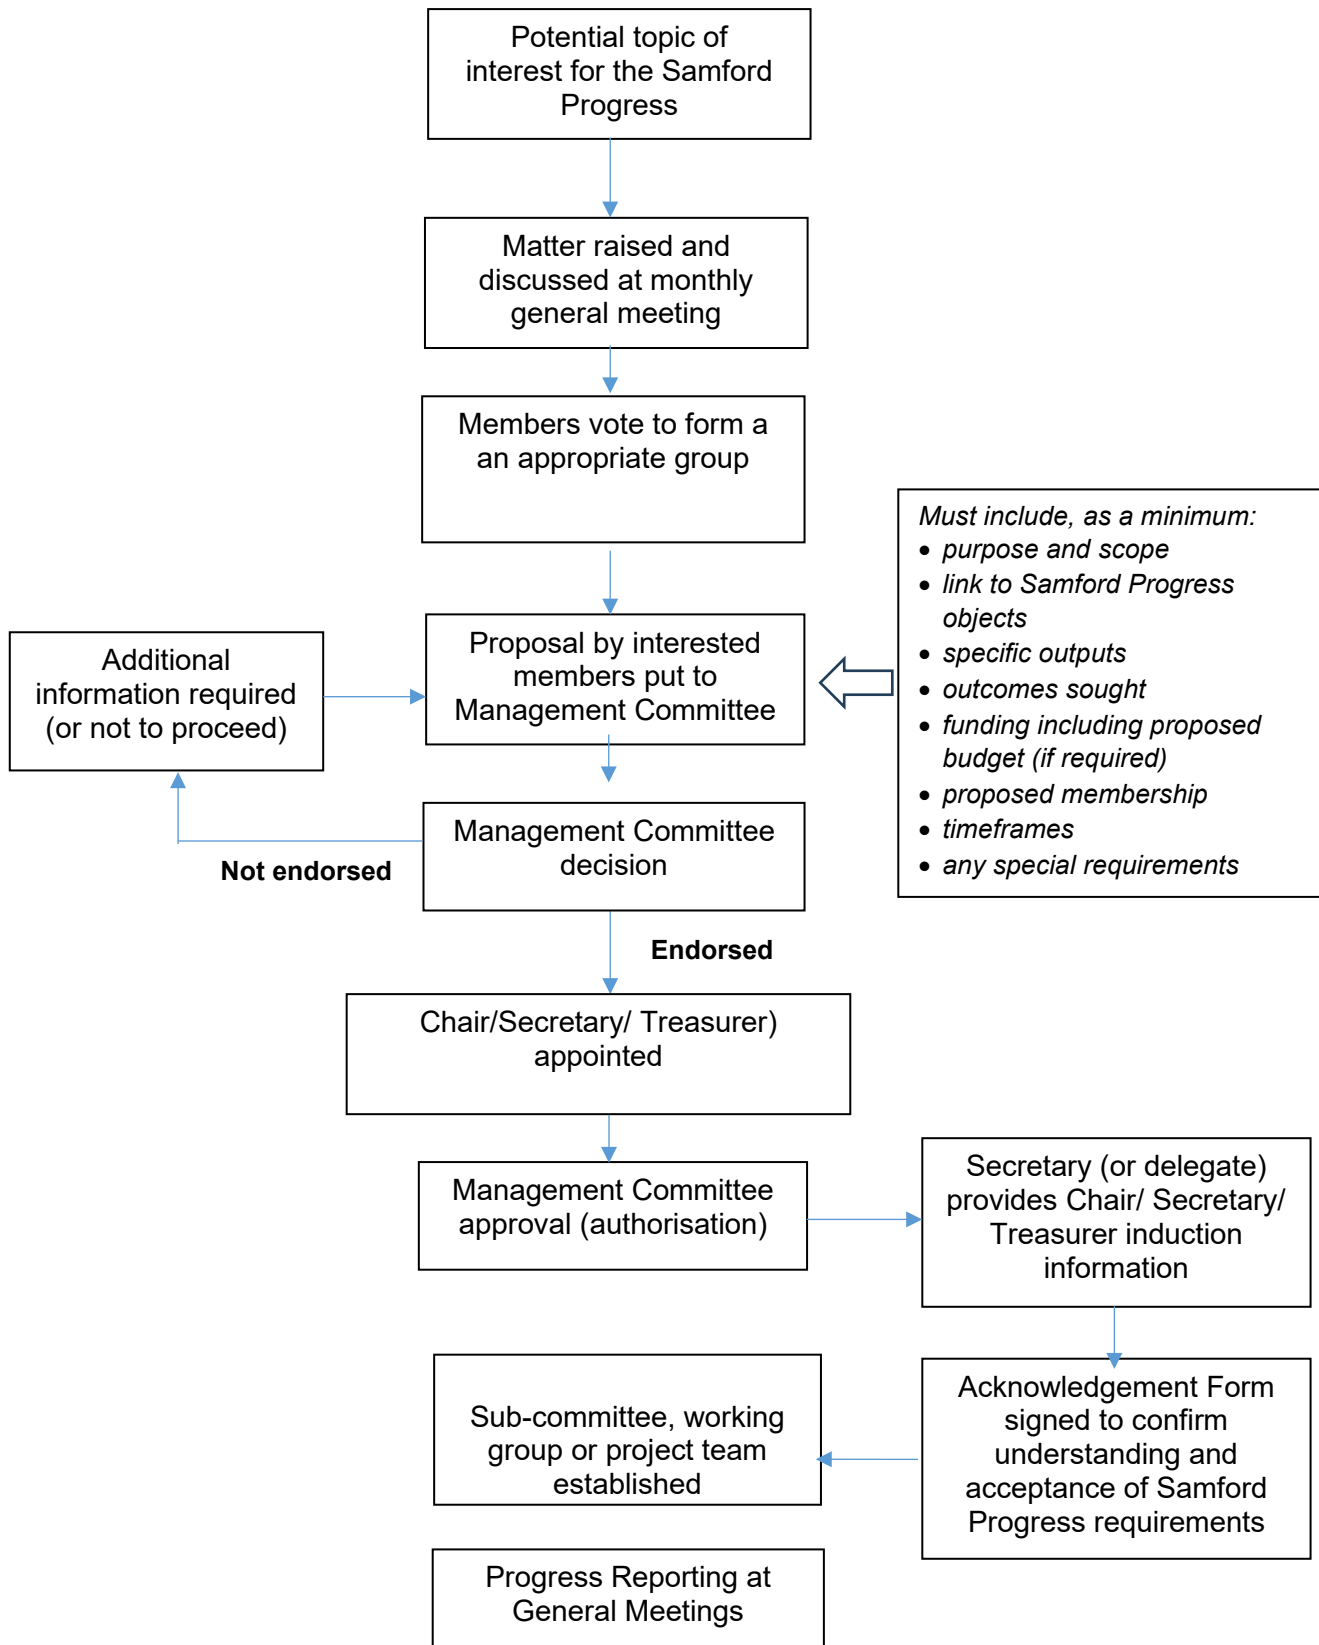 Potential topic of
interest for the Samford
Progress
Matter raised and
discussed at monthly
general meeting
Members vote to form a
an appropriate group
Must include, as a minimum:
• purpose and scope
• link to Samford Progress
objects
• specific outputs
• outcomes sought
• funding including proposed
budget (if required)
• proposed membership
• timeframes
• any special requirements
Proposal by interested
members put to
Management Committee
Additional
information required
(or not to proceed)
Management Committee
decision
Not endorsed
Endorsed
Chair/Secretary/ Treasurer)
appointed
Management Committee
approval (authorisation)
Secretary (or delegate)
provides Chair/ Secretary/
Treasurer induction
information
Acknowledgement Form
signed to confirm
understanding and
acceptance of Samford
Progress requirements
Sub-committee, working
group or project team
established
Progress Reporting at
General Meetings